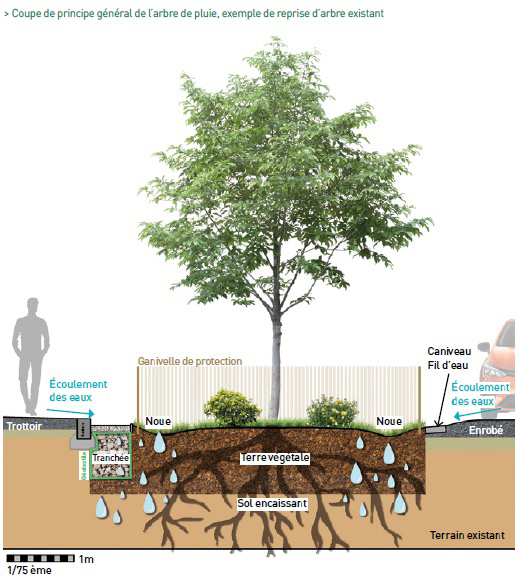 > Coupe de principe général de l'arbre de pluie, exemple de reprise d'arbre existant
Ganivelle de protection
Caniveau
Fil d'eau
Écoulement
des eaux
Écoulement
des eaux
Trottoir
Noue
Noue
Enrobé
Géotextile
Tranchée
Terre végétale
Sol encaissant
Terrain existant
1m
1/75 ème